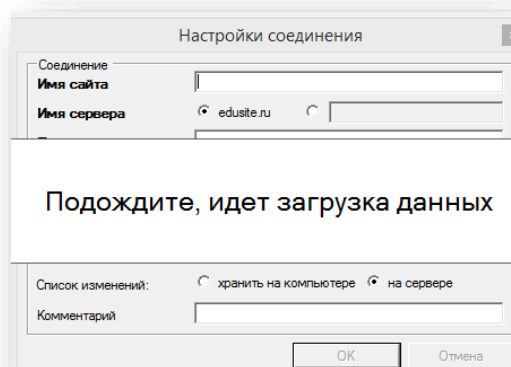 Настройки соединения
Соединение
Имя сайта
Имя сервера edusite.ru
Подождите, идет загрузка данных
Список изменений: хранить на компьютере на сервере
Комментарий
OK Отмена